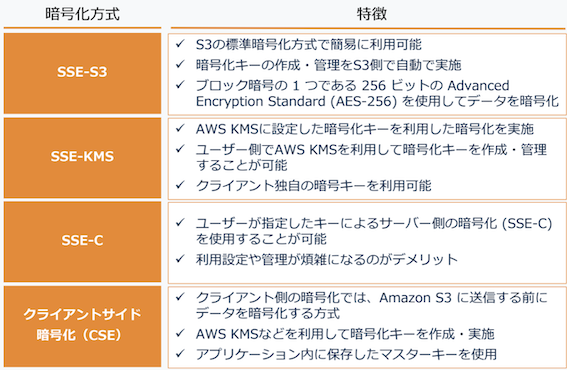 暗号化方式
特徴
SSE-S3
✓ S3の標準暗号化方式で簡易に利用可能
✓ 暗号化キーの作成・管理をS3側で自動で実施
✓ ブロック暗号の 1 つである 256 ビットの Advanced
Encryption Standard (AES-256) を使用してデータを暗号化
SSE-KMS
✓ AWS KMSに設定した暗号化キーを利用した暗号化を実施
✓ ユーザー側でAWS KMSを利用して暗号化キーを作成・管理
することが可能
✓ クライアント独自の暗号キーを利用可能
SSE-C
✓ ユーザーが指定したキーによるサーバー側の暗号化 (SSE-C)
を使用することが可能
✓ 利用設定や管理が煩雑になるのがデメリット
クライアントサイド
暗号化（CSE）
✓ クライアント側の暗号化では、Amazon S3 に送信する前に
データを暗号化する方式
✓ AWS KMSなどを利用して暗号化キーを作成・実施
✓ アプリケーション内に保存したマスターキーを使用